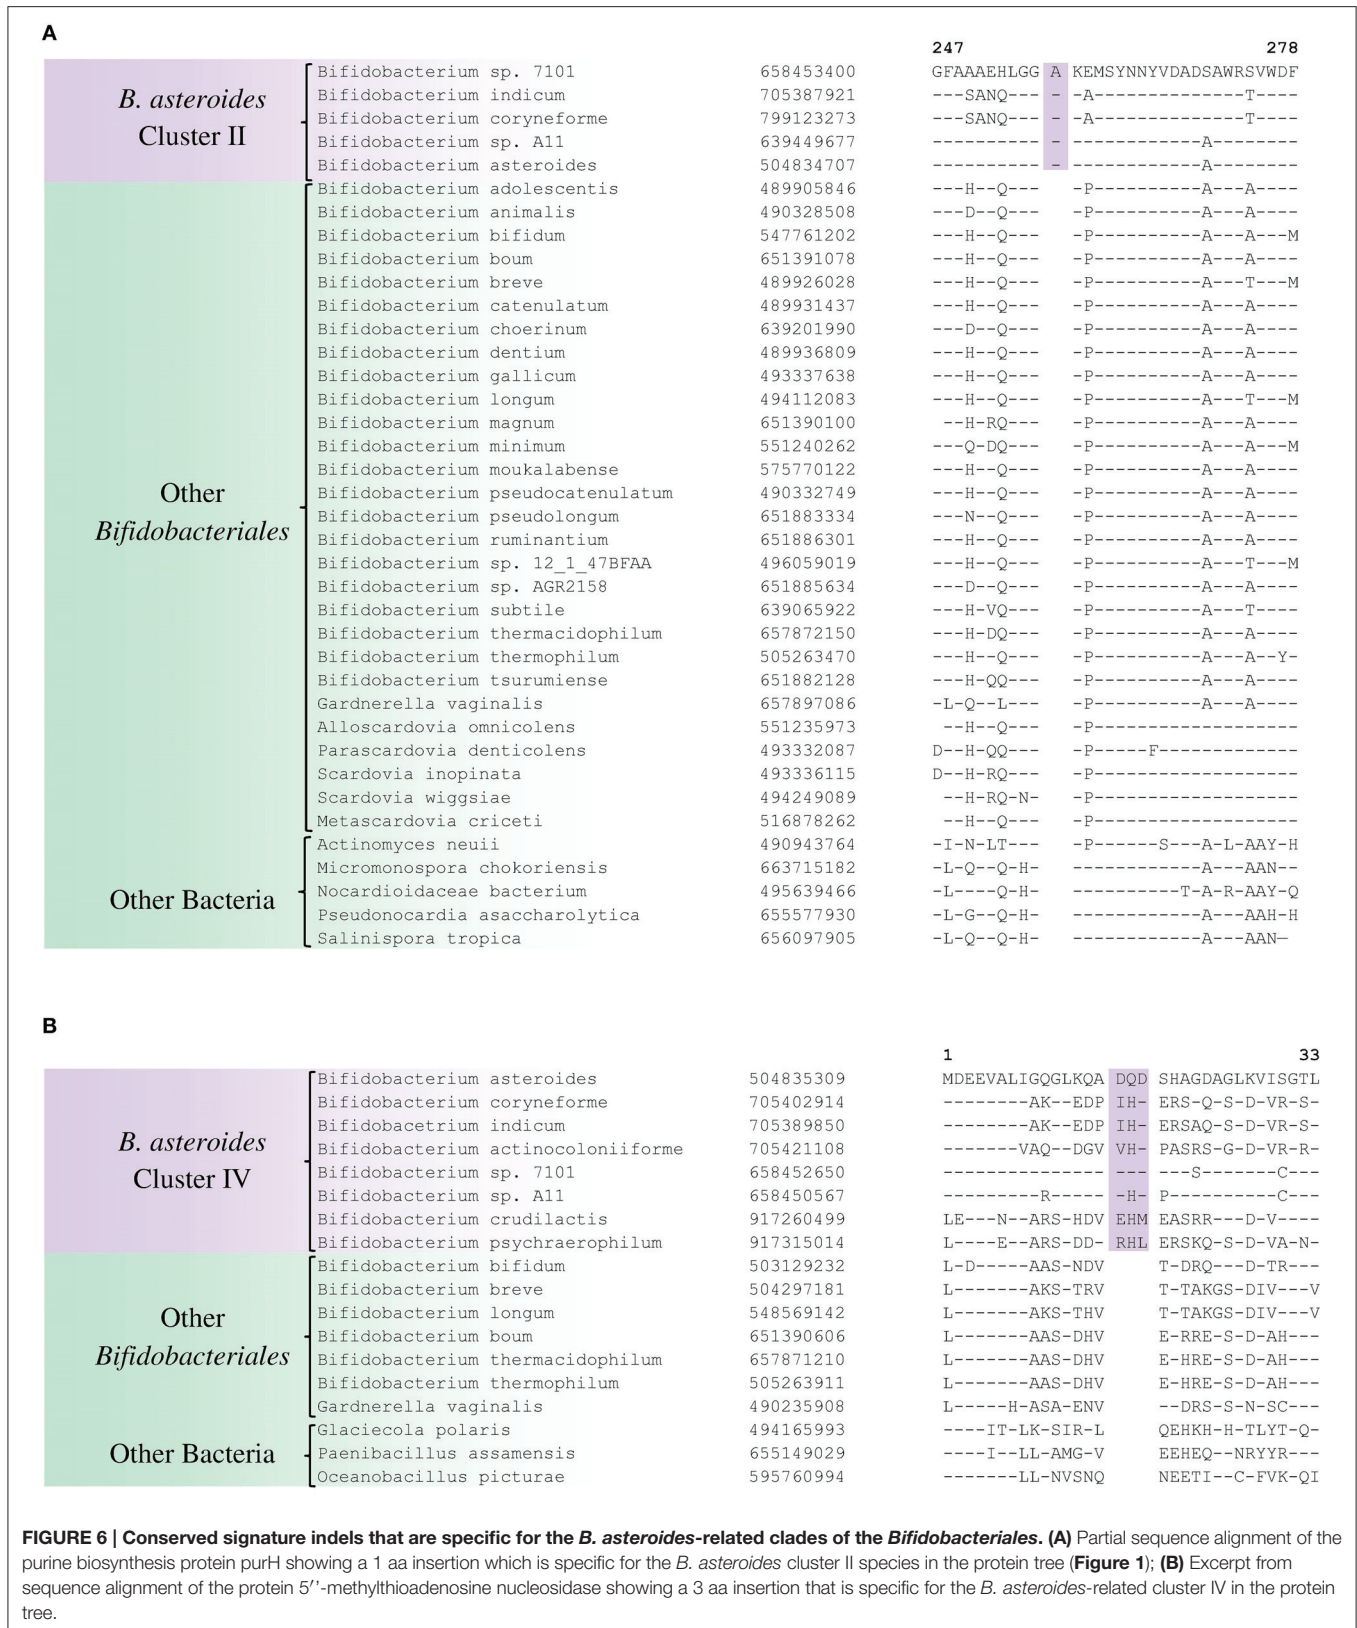 A
247 278
Bifidobacterium sp. 7101 658453400 GFAAAEHLGG A KEMSYNNYVDADSAWRSVWDF
B. asteroides Bifidobacterium indicum 705387921 ---SANQ--- - -A--------------T----
Cluster II Bifidobacterium coryneforme 799123273 ---SANQ--- - -A--------------T----
Bifidobacterium sp. A11 639449677 ---------- - ------------A--------
Bifidobacterium asteroides 504834707 ---------- - ------------A--------
Bifidobacterium adolescentis 489905846 ---H--Q--- -P----------A---A----
Bifidobacterium animalis 490328508 ---D--Q--- -P----------A---A----
Bifidobacterium bifidum 547761202 ---H--Q--- -P----------A---A---M
Bifidobacterium boum 651391078 ---H--Q--- -P----------A---A----
Bifidobacterium breve 489926028 ---H--Q--- -P----------A---T---M
Bifidobacterium catenulatum 489931437 ---H--Q--- -P----------A---A----
Bifidobacterium choerinum 639201990 ---D--Q--- -P----------A---A----
Bifidobacterium dentium 489936809 ---H--Q--- -P----------A---A----
Bifidobacterium gallicum 493337638 ---H--Q--- -P----------A---A----
Bifidobacterium longum 494112083 ---H--Q--- -P----------A---T---M
Bifidobacterium magnum 651390100 --H-RQ--- -P----------A---A----
Bifidobacterium minimum 551240262 ---Q-DQ--- -P----------A---A---M
Bifidobacterium moukalabense 575770122 ---H--Q--- -P----------A---A----
Other Bifidobacterium pseudocatenulatum 490332749 ---H--Q--- -P----------A---A----
Bifidobacteriales Bifidobacterium pseudolongum 651883334 ---N--Q--- -P----------A---A----
Bifidobacterium ruminantium 651886301 ---H--Q--- -P----------A---A----
Bifidobacterium sp. 12_1_47BFAA 496059019 ---H--Q--- -P----------A---T---M
Bifidobacterium sp. AGR2158 651885634 ---D--Q--- -P----------A---A----
Bifidobacterium subtile 639065922 ---H-VQ--- -P----------A---T----
Bifidobacterium thermacidophilum 657872150 ---H-DQ--- -P----------A---A----
Bifidobacterium thermophilum 505263470 ---H--Q--- -P----------A---A--Y-
Bifidobacterium tsurumiense 651882128 ---H-QQ--- -P----------A---A----
Gardnerella vaginalis 657897086 -L-Q--L--- -P----------A---A----
Alloscardovia omnicolens 551235973 --H--Q--- -P-------------------
Parascardovia denticolens 493332087 D--H-QQ--- -P-----F-------------
Scardovia inopinata 493336115 D--H-RQ--- -P-------------------
Scardovia wiggsiae 494249089 --H-RQ-N- -P-------------------
Metascardovia criceti 516878262 --H--Q--- -P-------------------
Actinomyces neuii 490943764 -I-N-LT--- -P------S---A-L-AAY-H
Micromonospora chokoriensis 663715182 -L-Q--Q-H- ------------A---AAN--
Other Bacteria Nocardioidaceae bacterium 495639466 -L----Q-H- ----------T-A-R-AAY-Q
Pseudonocardia asaccharolytica 655577930 -L-G--Q-H- ------------A---AAH-H
Salinispora tropica 656097905 -L-Q--Q-H- ------------A---AAN—
B
1 33
Bifidobacterium asteroides 504835309 MDEEVALIGQGLKQA DQD SHAGDAGLKVISGTL
Bifidobacterium coryneforme 705402914 --------AK--EDP IH- ERS-Q-S-D-VR-S-
Bifidobacetrium indicum 705389850 --------AK--EDP IH- ERSAQ-S-D-VR-S-
B. asteroides Bifidobacterium actinocoloniiforme 705421108 -------VAQ--DGV VH- PASRS-G-D-VR-R-
Cluster IV Bifidobacterium sp. 7101 658452650 --------------- --- ---S-------C---
Bifidobacterium sp. A11 658450567 ---------R----- -H- P----------C---
Bifidobacterium crudilactis 917260499 LE---N--ARS-HDV EHM EASRR---D-V----
Bifidobacterium psychraerophilum 917315014 L----E--ARS-DD- RHL ERSKQ-S-D-VA-N-
Bifidobacterium bifidum 503129232 L-D-----AAS-NDV T-DRQ---D-TR---
Bifidobacterium breve 504297181 L-------AKS-TRV T-TAKGS-DIV---V
Other Bifidobacterium longum 548569142 L-------AKS-THV T-TAKGS-DIV---V
Bifidobacteriales Bifidobacterium boum 651390606 L-------AAS-DHV E-RRE-S-D-AH---
Bifidobacterium thermacidophilum 657871210 L-------AAS-DHV E-HRE-S-D-AH---
Bifidobacterium thermophilum 505263911 L-------AAS-DHV E-HRE-S-D-AH---
Gardnerella vaginalis 490235908 L-----H-ASA-ENV --DRS-S-N-SC---
Glaciecola polaris 494165993 ----IT-LK-SIR-L QEHKH-H-TLYT-Q-
Other Bacteria Paenibacillus assamensis 655149029 ----I--LL-AMG-V EEHEQ--NRYYR---
Oceanobacillus picturae 595760994 -------LL-NVSNQ NEETI--C-FVK-QI
FIGURE 6 | Conserved signature indels that are specific for the B. asteroides-related clades of the Bifidobacteriales. (A) Partial sequence alignment of the
purine biosynthesis protein purH showing a 1 aa insertion which is specific for the B. asteroides cluster II species in the protein tree (Figure 1); (B) Excerpt from
sequence alignment of the protein 5′′-methylthioadenosine nucleosidase showing a 3 aa insertion that is specific for the B. asteroides-related cluster IV in the protein
tree.